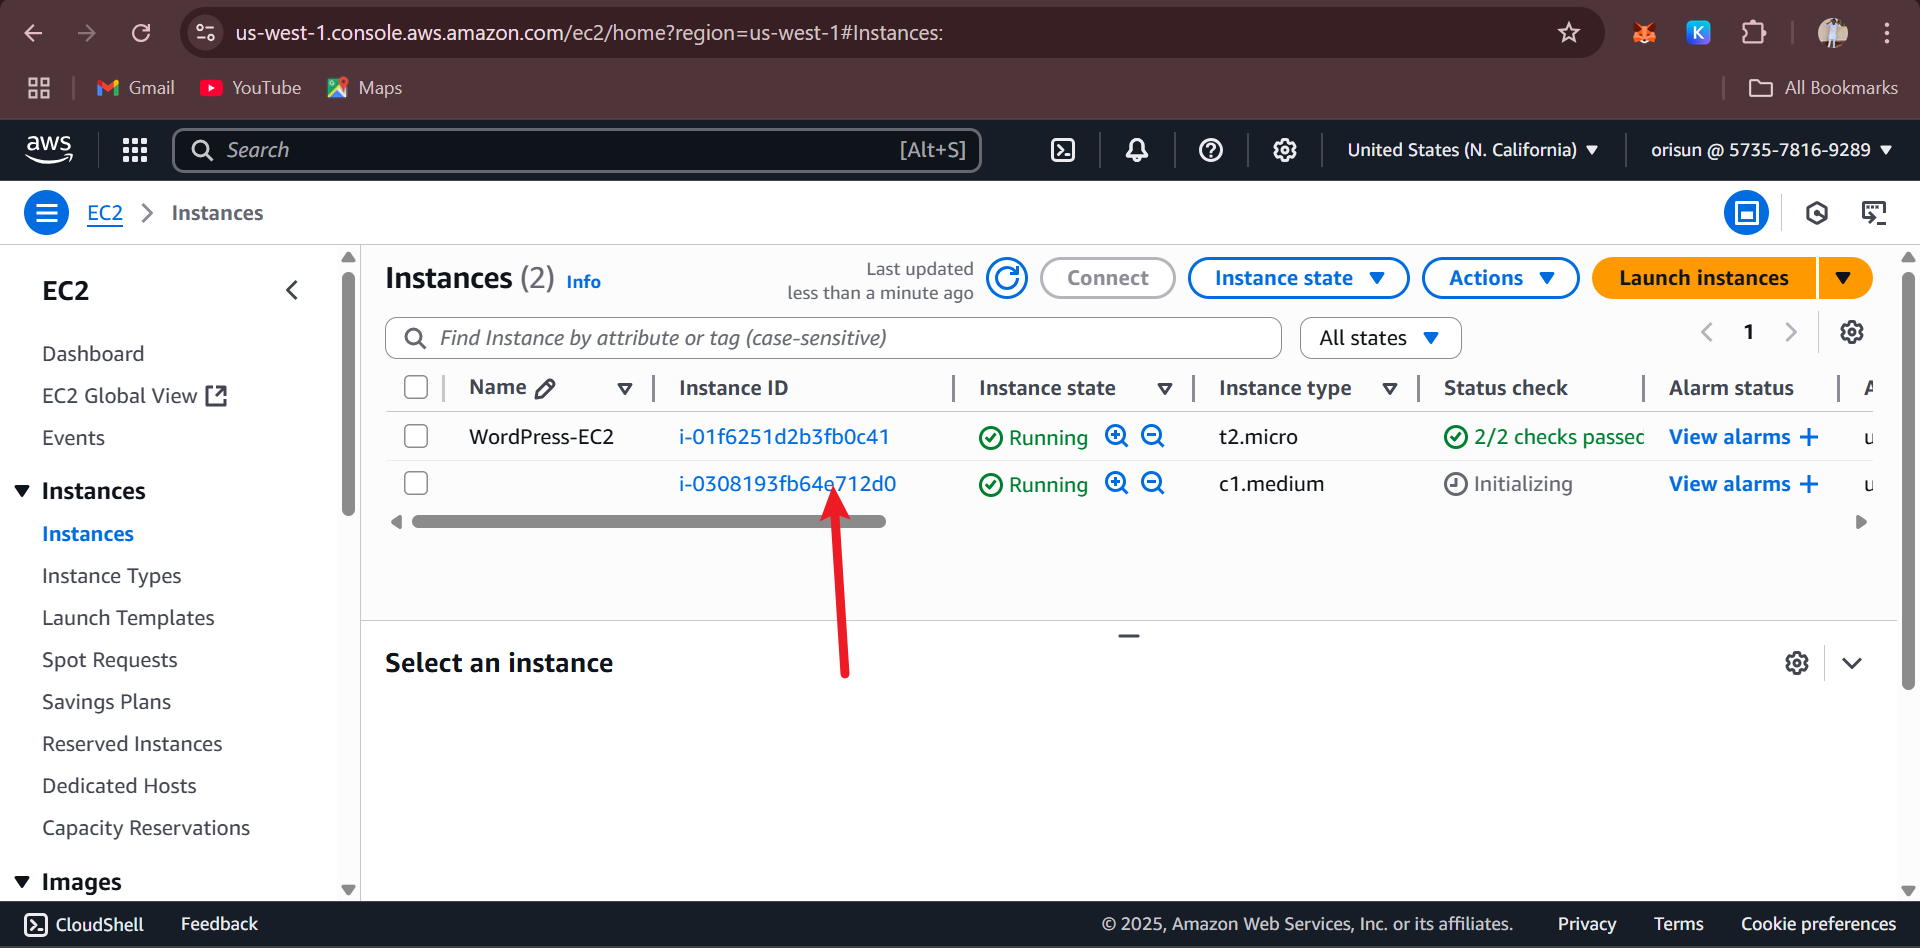 us-west-1.console.aws.amazon.com/ec2/home?region=us-west-1#Instances:
K
Gmail
YouTube
Maps
All Bookmarks
aws
Search
[Alt+S]
United States (N. California)
orisun @ 5735-7816-9289
EC2
Instances
EC2
Dashboard
EC2 Global View
Events
Instances
Instances
Instance Types
Launch Templates
Spot Requests
Savings Plans
Reserved Instances
Dedicated Hosts
Capacity Reservations
Images
Instances (2) Info
Last updated
less than a minute ago
Connect
Instance state
Actions
Launch instances
Find Instance by attribute or tag (case-sensitive)
All states
1
Name Instance ID Instance state Instance type Status check Alarm status
WordPress-EC2 i-01f6251d2b3fb0c41 Running t2.micro 2/2 checks passed View alarms + u
i-0308193fb64e712d0 Running c1.medium Initializing View alarms + u
Select an instance
CloudShell
Feedback
© 2025, Amazon Web Services, Inc. or its affiliates.
Privacy
Terms
Cookie preferences